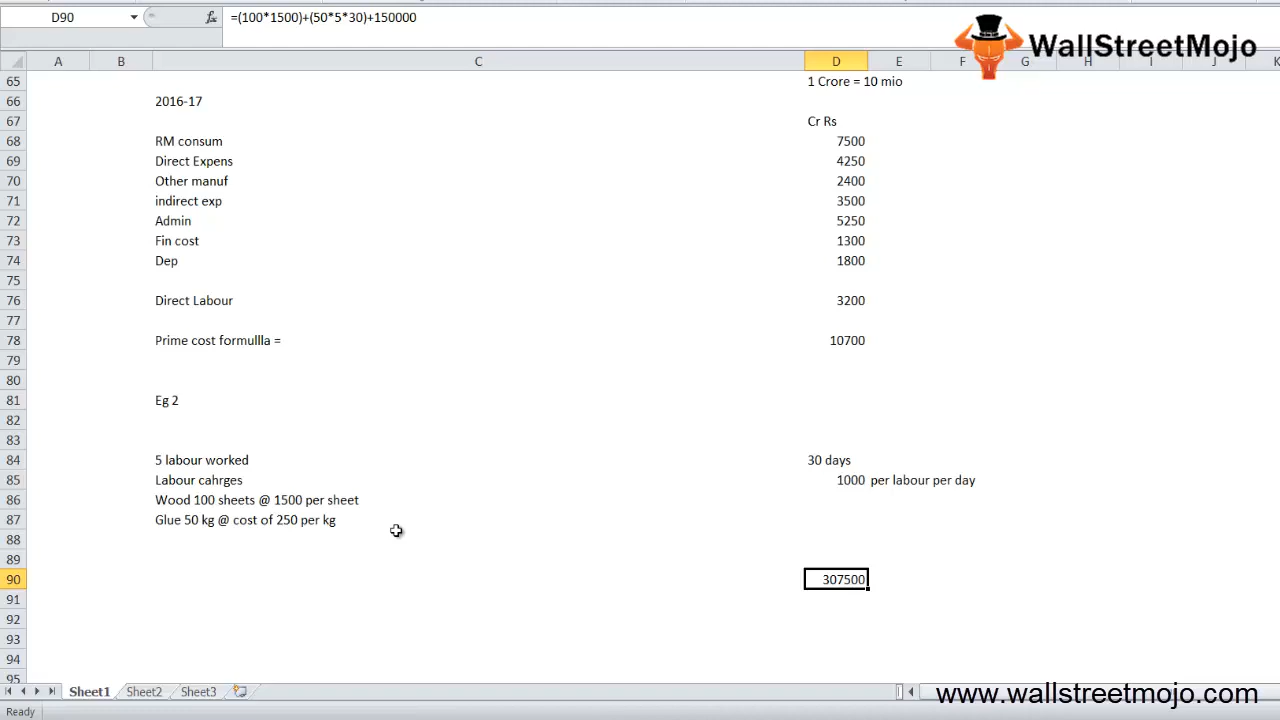 D90 =(100*1500)+(50*5*30)+150000
WallStreetMojo
A B C D E F G H I J K
65 1 Crore = 10 mio
66 2016-17
67 Cr Rs
68 RM consum 7500
69 Direct Expens 4250
70 Other manuf 2400
71 indirect exp 3500
72 Admin 5250
73 Fin cost 1300
74 Dep 1800
75
76 Direct Labour 3200
77
78 Prime cost formullla = 10700
79
80
81 Eg 2
82
83
84 5 labour worked 30 days
85 Labour cahrges 1000 per labour per day
86 Wood 100 sheets @ 1500 per sheet
87 Glue 50 kg @ cost of 250 per kg
88
89
90 307500
91
92
93
94
95
Sheet1 Sheet2 Sheet3
www.wallstreetmojo.com
Ready